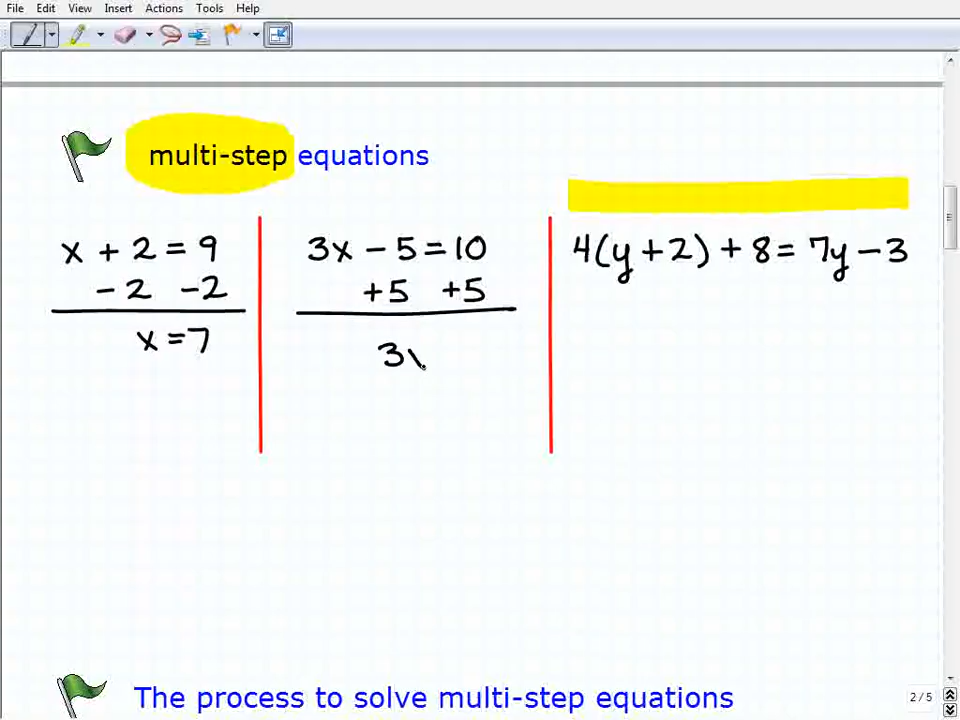 File Edit View Insert Actions Tools Help
multi-step equations
x + 2 = 9
- 2 -2
x = 7
3x - 5 = 10
+5 +5
3
4(y + 2) + 8 = 7y - 3
The process to solve multi-step equations
2 / 5